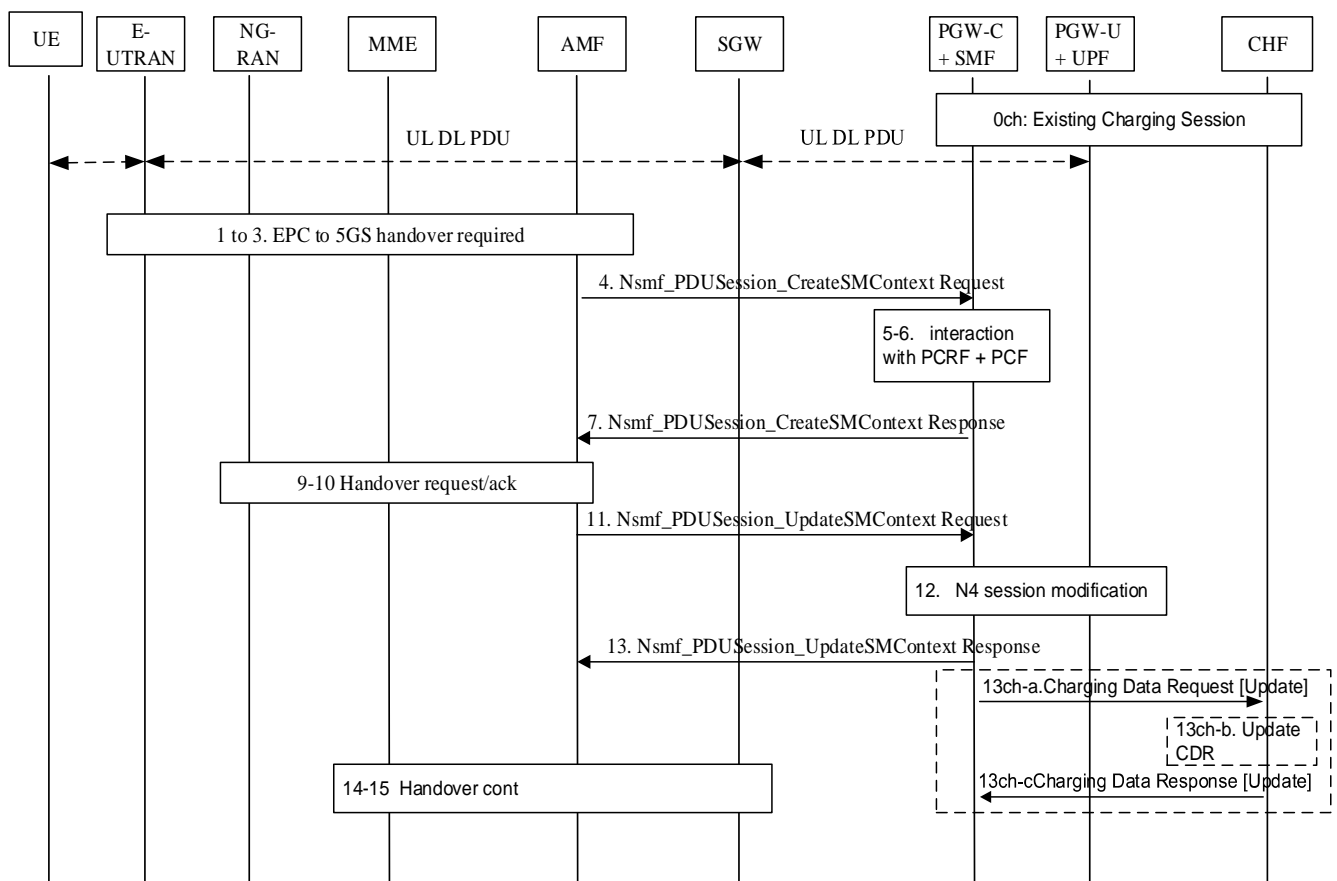 UE
E-
UTRAN
NG-
RAN
MME
AMF
SGW
PGW-C
+ SMF
PGW-U
+ UPF
CHF
0ch: Existing Charging Session
UL DL PDU
UL DL PDU
1 to 3. EPC to 5GS handover required
4. Nsmf_PDUSession_CreateSMContext Request
5-6. interaction
with PCRF + PCF
7. Nsmf_PDUSession_CreateSMContext Response
9-10 Handover request/ack
11. Nsmf_PDUSession_UpdateSMContext Request
12. N4 session modification
13. Nsmf_PDUSession_UpdateSMContext Response
13ch-a.Charging Data Request [Update]
13ch-b. Update
CDR
13ch-cCharging Data Response [Update]
14-15 Handover cont